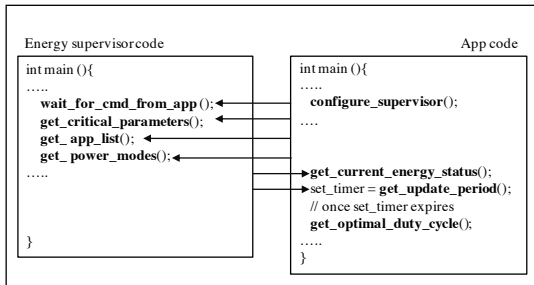 Energy supervisor code
int main (){
.....
wait_for_cmd_from_app ();
get_critical_parameters();
get_ app_list();
get_ power_modes();
.....
}
App code
int main (){
.....
configure_supervisor();
....
get_current_energy_status();
set_timer = get_update_period();
// once set_timer expires
get_optimal_duty_cycle();
.....
}